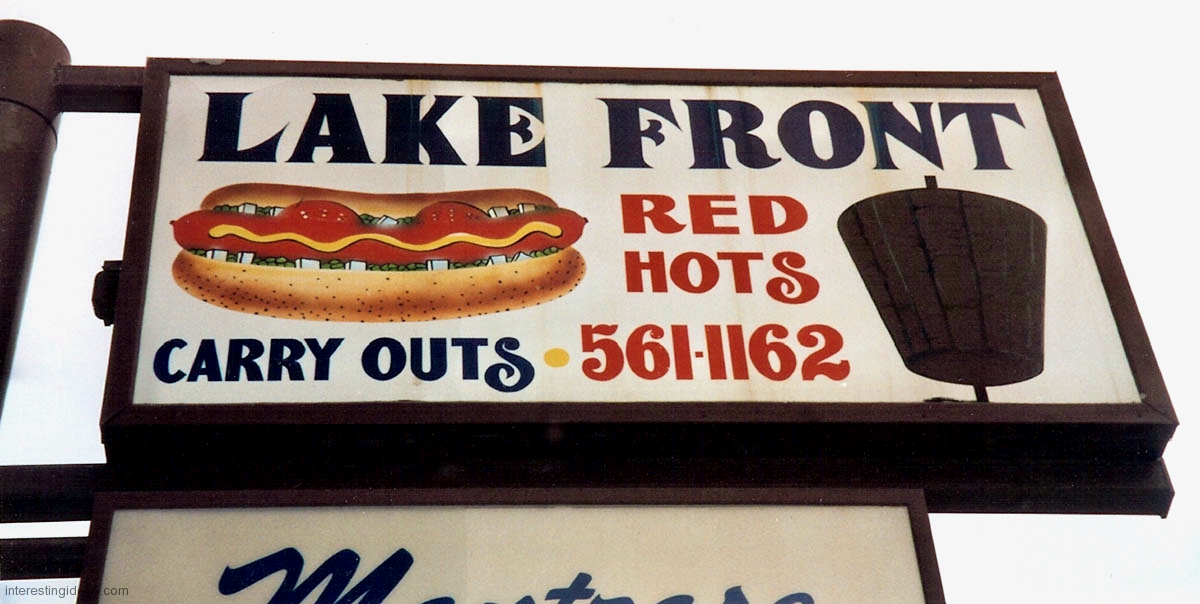 LAKE FRONT
RED
HOTS
CARRY OUTS • 561-1162
interestingideas.com